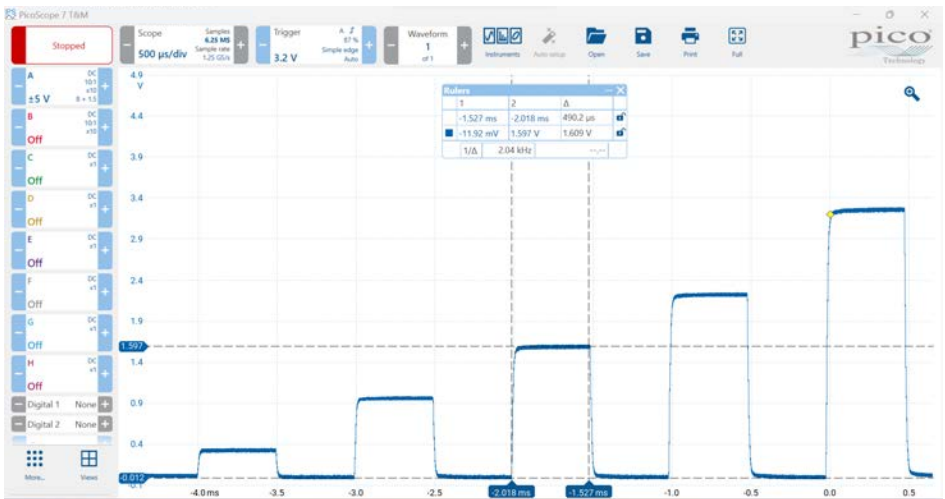 PicoScope 7 T&M
Stopped
Scope
500 µs/div
Samples
6.25 MS
Sample rate
1.25 GS/s
Trigger
3.2 V
A
87 %
Simple edge
Auto
Waveform
1
of 1
Instruments
Auto setup
Open
Save
Print
Full
pico
Technology
A
±5 V
DC
10:1
x10
B
Off
DC
10:1
x10
C
Off
DC
x1
D
Off
DC
x1
E
Off
DC
x1
F
Off
DC
x1
G
Off
DC
x1
H
Off
DC
x1
Digital 1 None
Digital 2 None
More...
Views
4.9
V
4.4
3.9
3.4
2.9
2.4
1.9
1.597
1.4
0.9
0.4
-0.012
-0.1
Rulers
1 2 Δ
-1.527 ms -2.018 ms 490.2 µs
-11.92 mV 1.597 V 1.609 V
1/Δ 2.04 kHz --.--
-4.0 ms -3.5 -3.0 -2.5 -2.018 ms -1.527 ms -1.0 -0.5 0.0 0.5